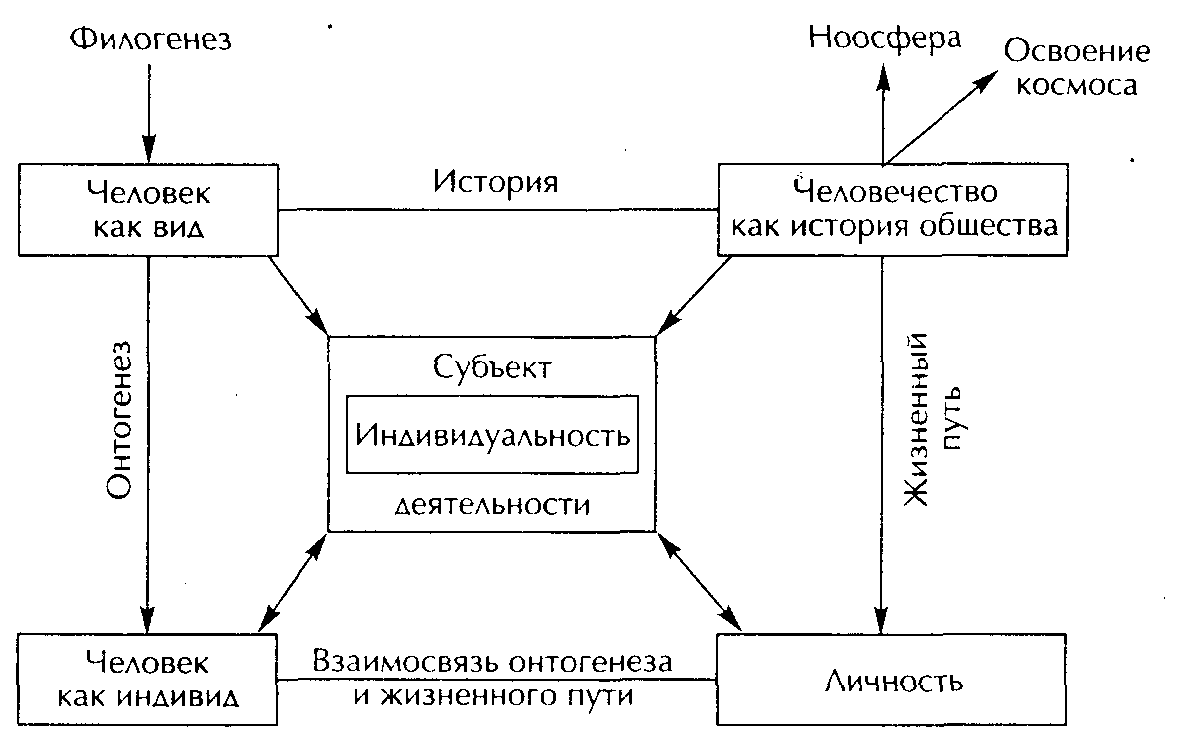 Филогенез
Ноосфера
Освоение
космоса
Человек
как вид
История
Человечество
как история общества
Онтогенез
Субъект
Индивидуальность
деятельности
Жизненный
путь
Человек
как индивид
Взаимосвязь онтогенеза
и жизненного пути
Личность